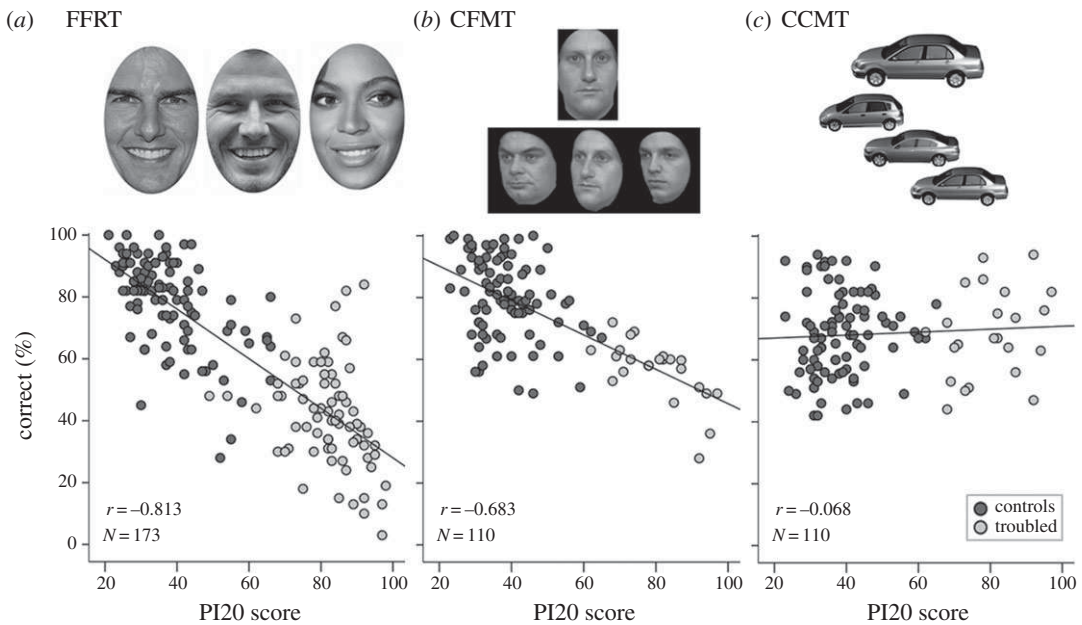 (a) FFRT
(b) CFMT
(c) CCMT
correct (%)
100
80
60
40
20
0
r = –0.813
N = 173
20 40 60 80 100
PI20 score
r = –0.683
N = 110
20 40 60 80 100
PI20 score
r = –0.068
N = 110
controls
troubled
20 40 60 80 100
PI20 score